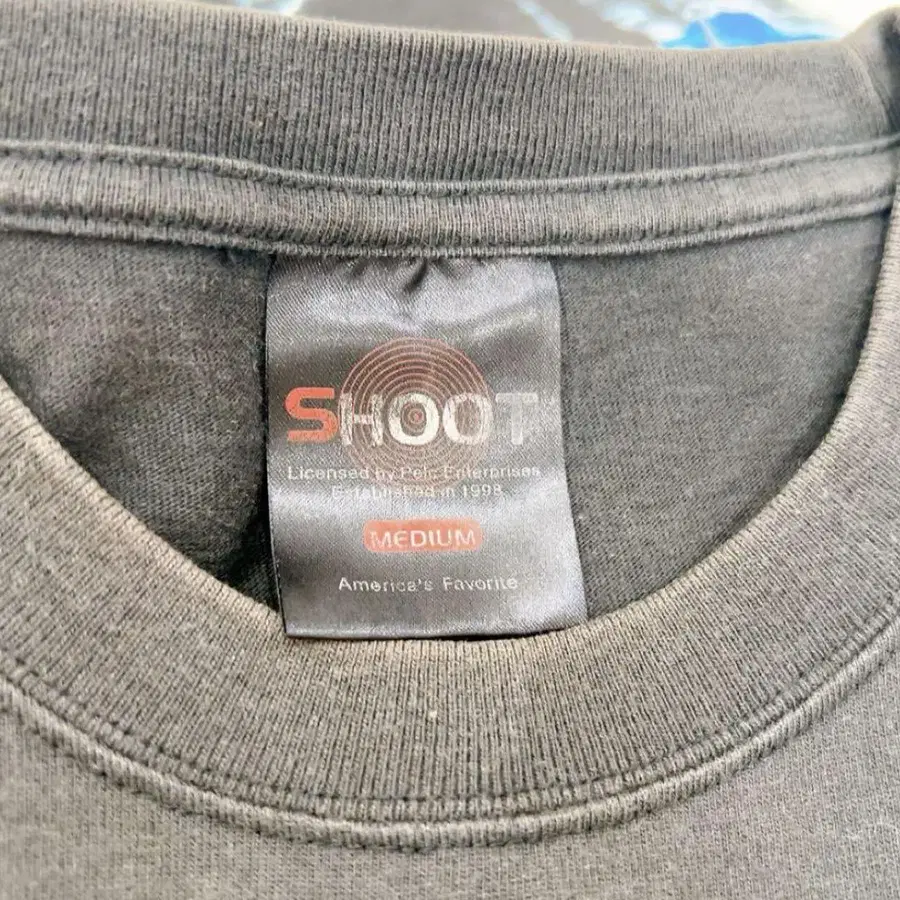 SHOOT
Licensed by Pelc Enterprises
Established in 1998
MEDIUM
America's Favorite